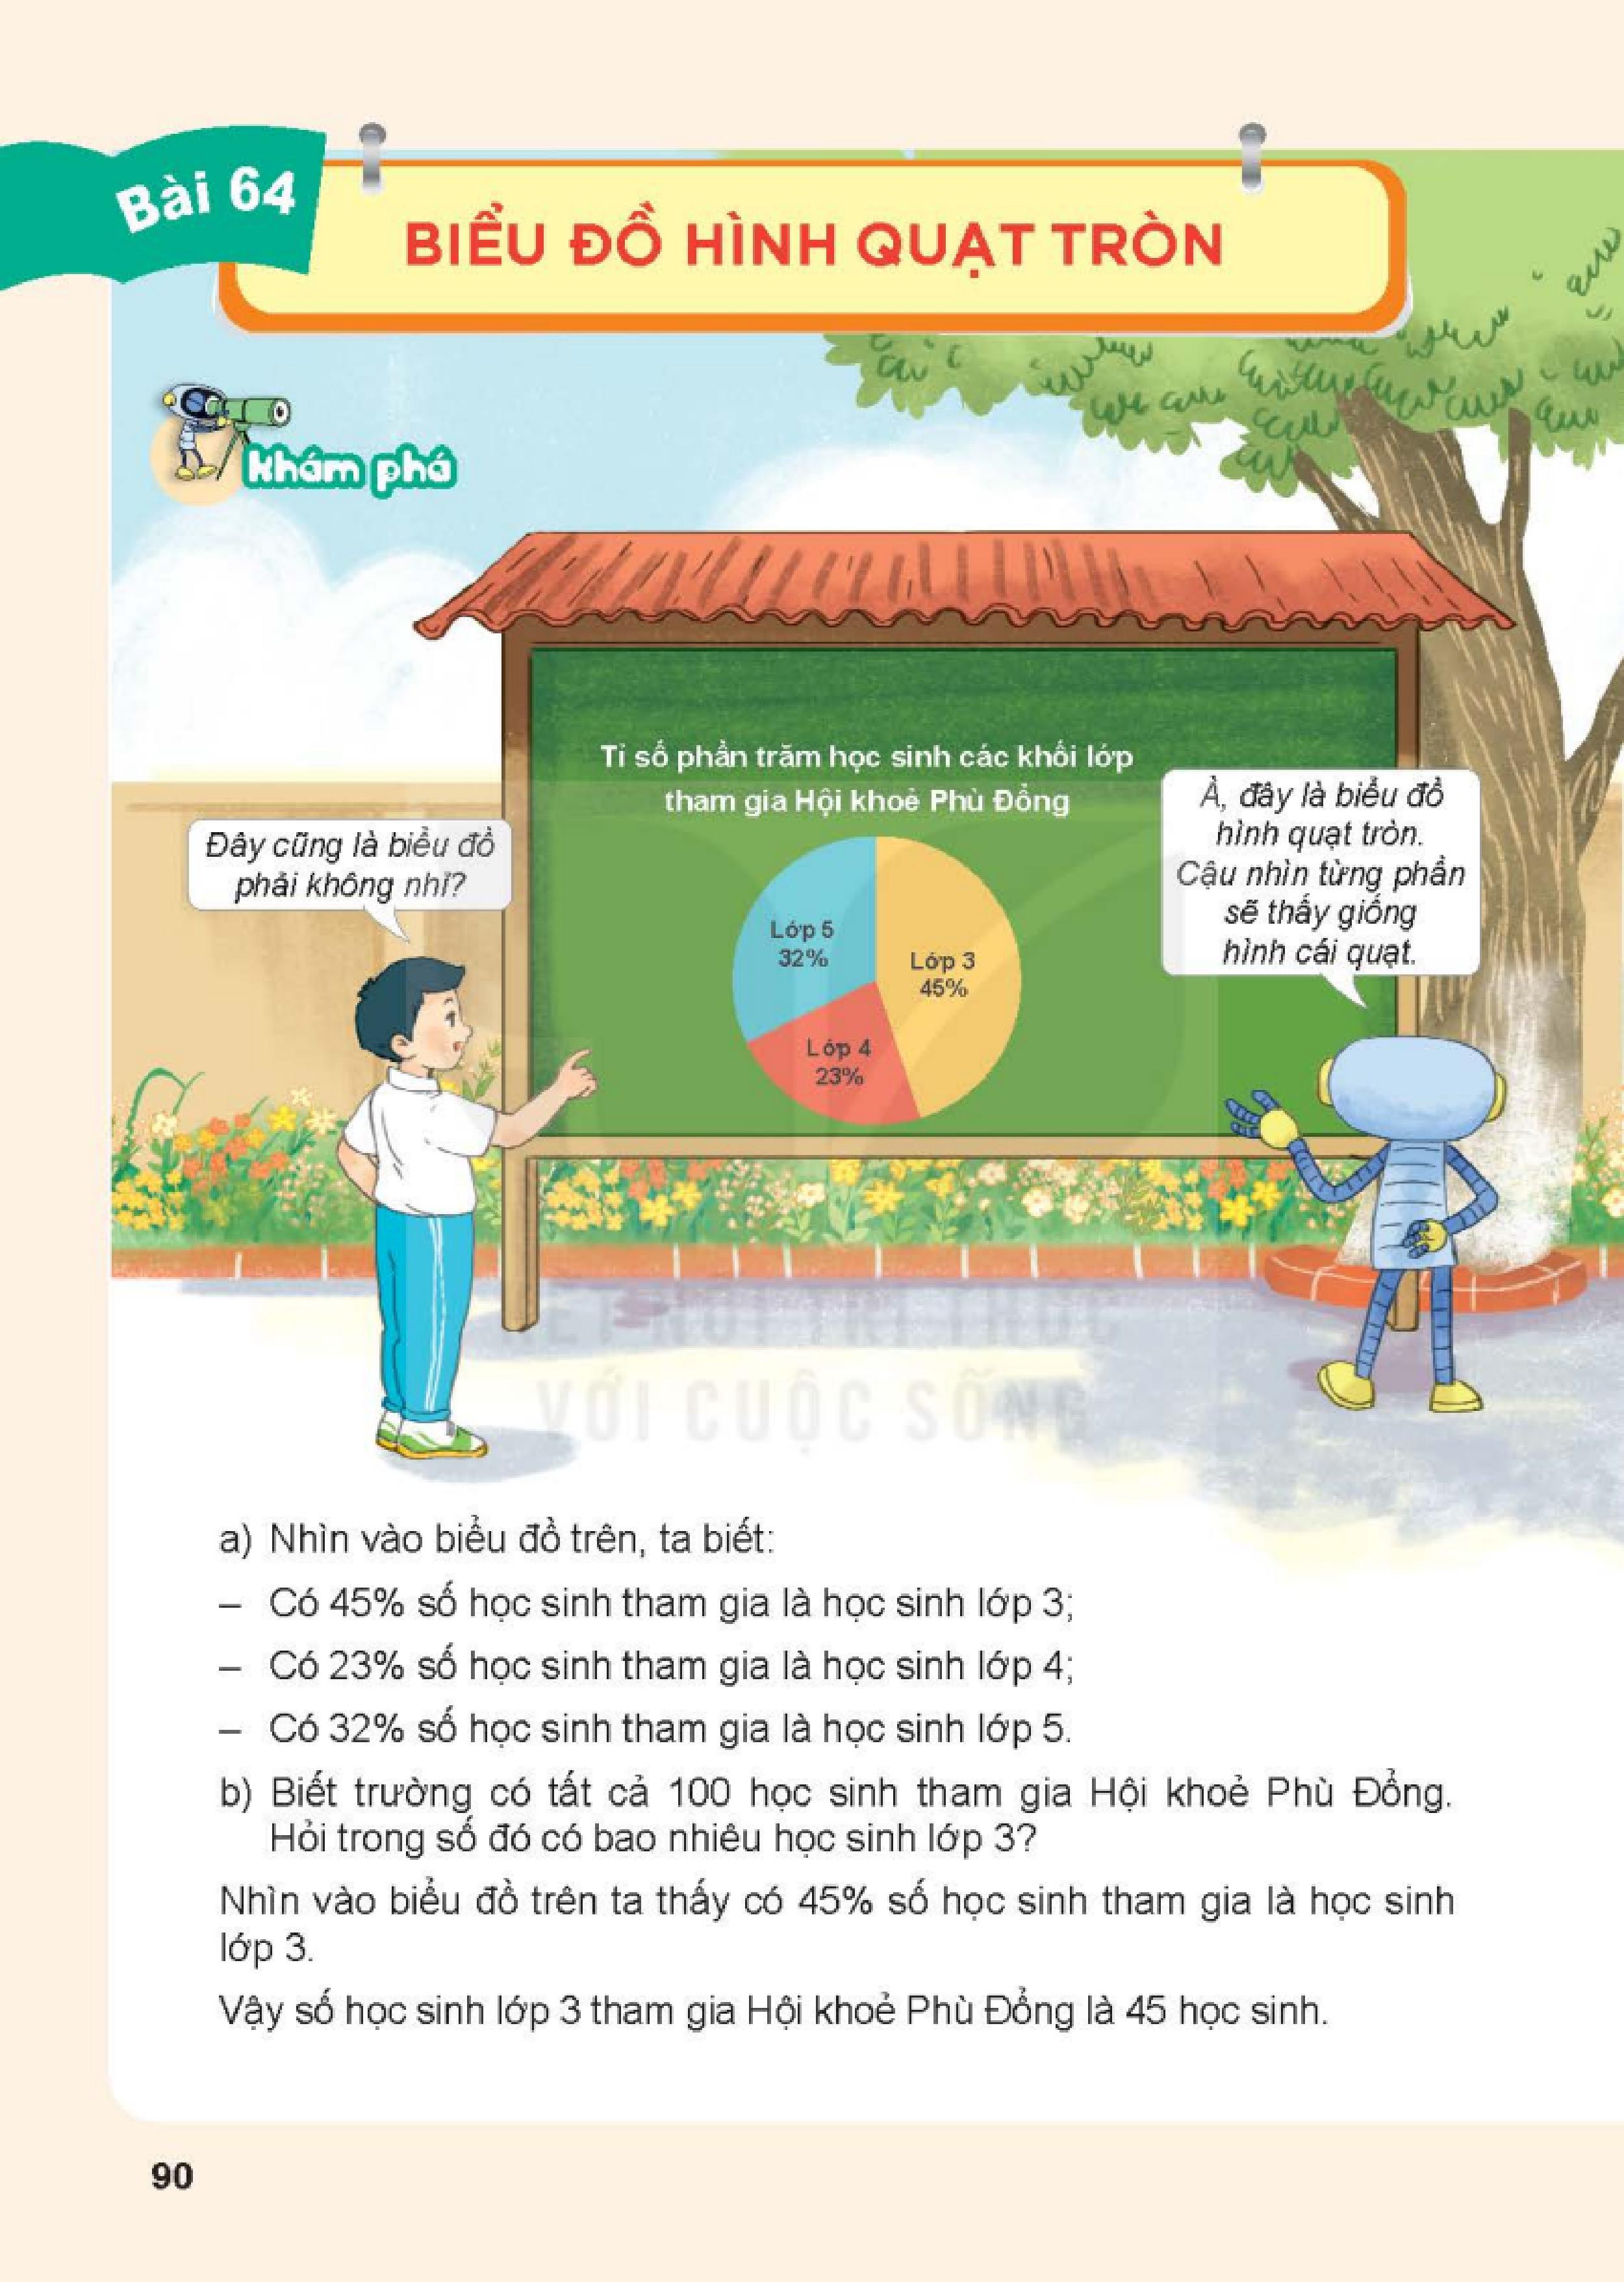 Bài 64
BIỂU ĐỒ HÌNH QUẠT TRÒN
khám phá
Tỉ số phần trăm học sinh các khối lớp
tham gia Hội khoẻ Phù Đổng
Đây cũng là biểu đồ
phải không nhỉ?
À, đây là biểu đồ
hình quạt tròn.
Cậu nhìn từng phần
sẽ thấy giống
hình cái quạt.
Lớp 5
32%
Lớp 3
45%
Lớp 4
23%
KẾT NỐI TRI THỨC
VỚI CUỘC SỐNG
a) Nhìn vào biểu đồ trên, ta biết:
– Có 45% số học sinh tham gia là học sinh lớp 3;
– Có 23% số học sinh tham gia là học sinh lớp 4;
– Có 32% số học sinh tham gia là học sinh lớp 5.
b) Biết trường có tất cả 100 học sinh tham gia Hội khoẻ Phù Đổng.
Hỏi trong số đó có bao nhiêu học sinh lớp 3?
Nhìn vào biểu đồ trên ta thấy có 45% số học sinh tham gia là học sinh
lớp 3.
Vậy số học sinh lớp 3 tham gia Hội khoẻ Phù Đổng là 45 học sinh.
90